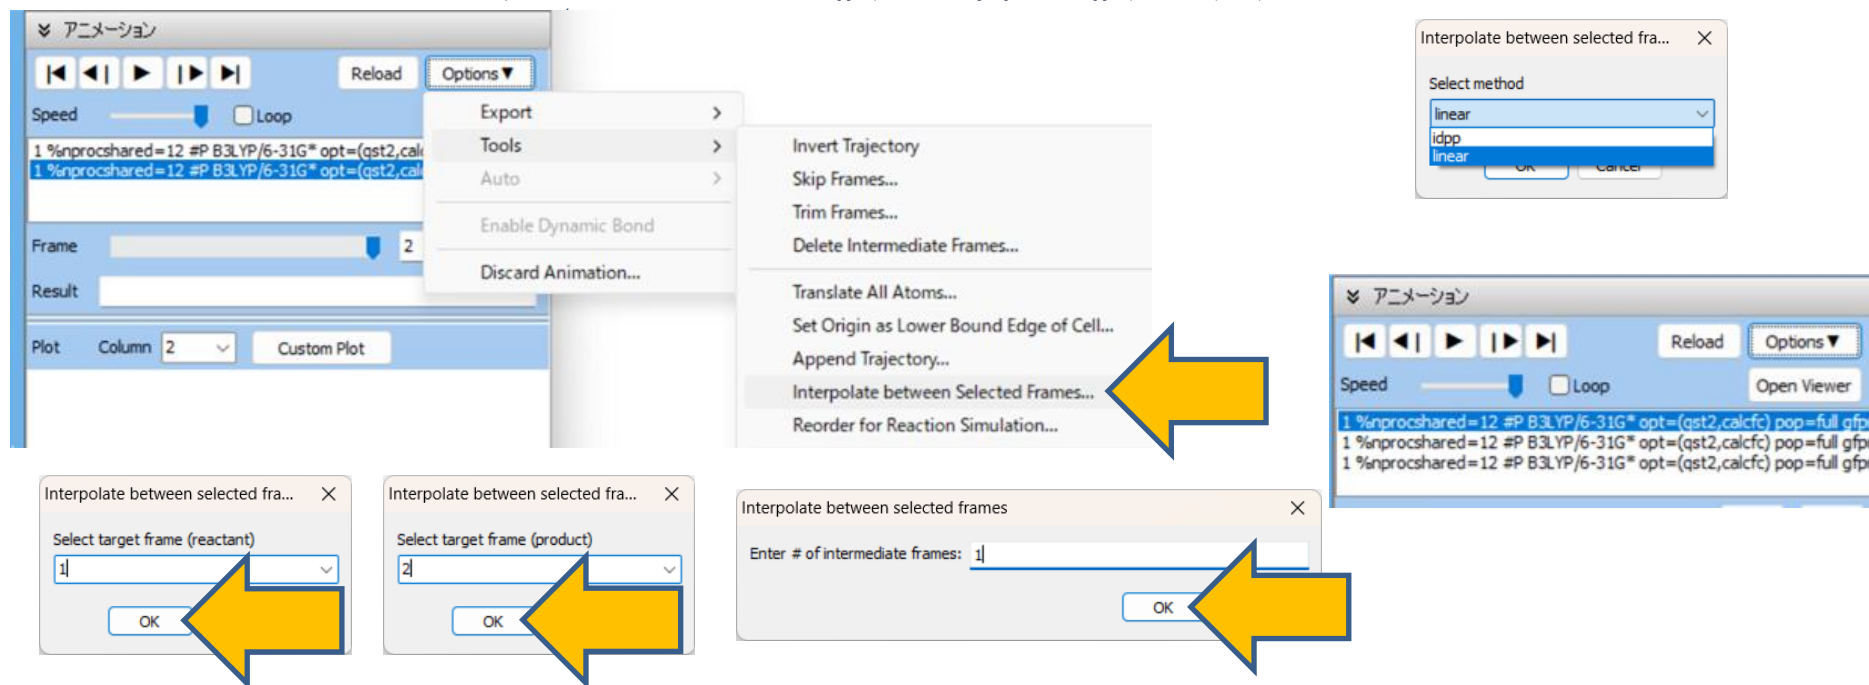 アニメーション
Reload
Options▼
Speed
Loop
1 %nprocshared=12 #P B3LYP/6-31G* opt=(qst2,calc
1 %nprocshared=12 #P B3LYP/6-31G* opt=(qst2,cal
Frame
2
Result
Plot
Column
2
Custom Plot
Export
Tools
Auto
Enable Dynamic Bond
Discard Animation...
Invert Trajectory
Skip Frames...
Trim Frames...
Delete Intermediate Frames...
Translate All Atoms...
Set Origin as Lower Bound Edge of Cell...
Append Trajectory...
Interpolate between Selected Frames...
Reorder for Reaction Simulation...
Interpolate between selected fra...
Select method
linear
idpp
linear
OK
Cancel
アニメーション
Reload
Options▼
Speed
Loop
Open Viewer
1 %nprocshared=12 #P B3LYP/6-31G* opt=(qst2,calcfc) pop=full gfpr
1 %nprocshared=12 #P B3LYP/6-31G* opt=(qst2,calcfc) pop=full gfpr
1 %nprocshared=12 #P B3LYP/6-31G* opt=(qst2,calcfc) pop=full gfpr
Interpolate between selected fra...
Select target frame (reactant)
1
OK
Interpolate between selected fra...
Select target frame (product)
2
OK
Interpolate between selected frames
Enter # of intermediate frames:
1
OK